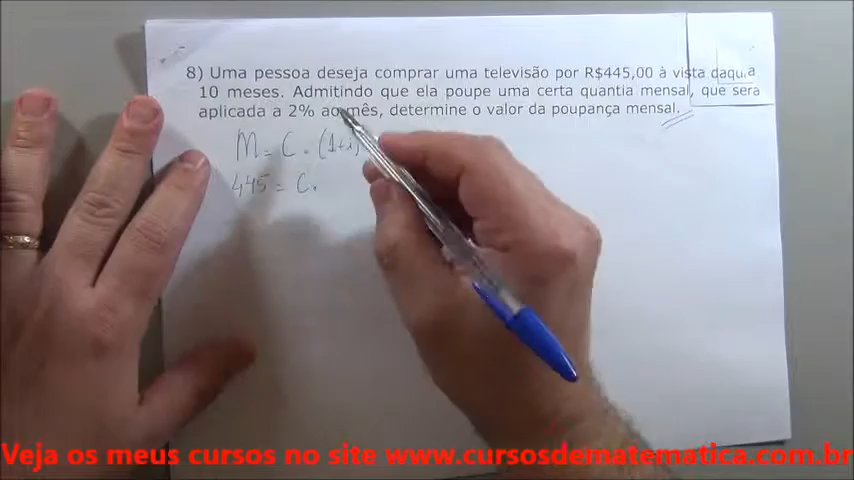 8) Uma pessoa deseja comprar uma televisão por R$445,00 à vista daqui a
10 meses. Admitindo que ela poupe uma certa quantia mensal, que será
aplicada a 2% ao mês, determine o valor da poupança mensal.
M = C . (1+i)
445 = C.
Veja os meus cursos no site www.cursosdematematica.com.br